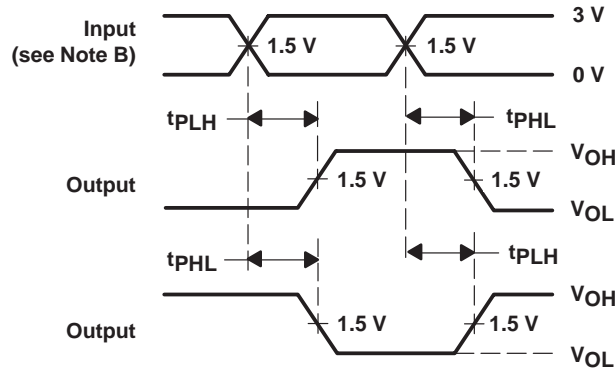 3 V
Input
(see Note B)
1.5 V
1.5 V
0 V
tPLH
tPHL
VOH
Output
1.5 V
1.5 V
VOL
tPHL
tPLH
VOH
Output
1.5 V
1.5 V
VOL